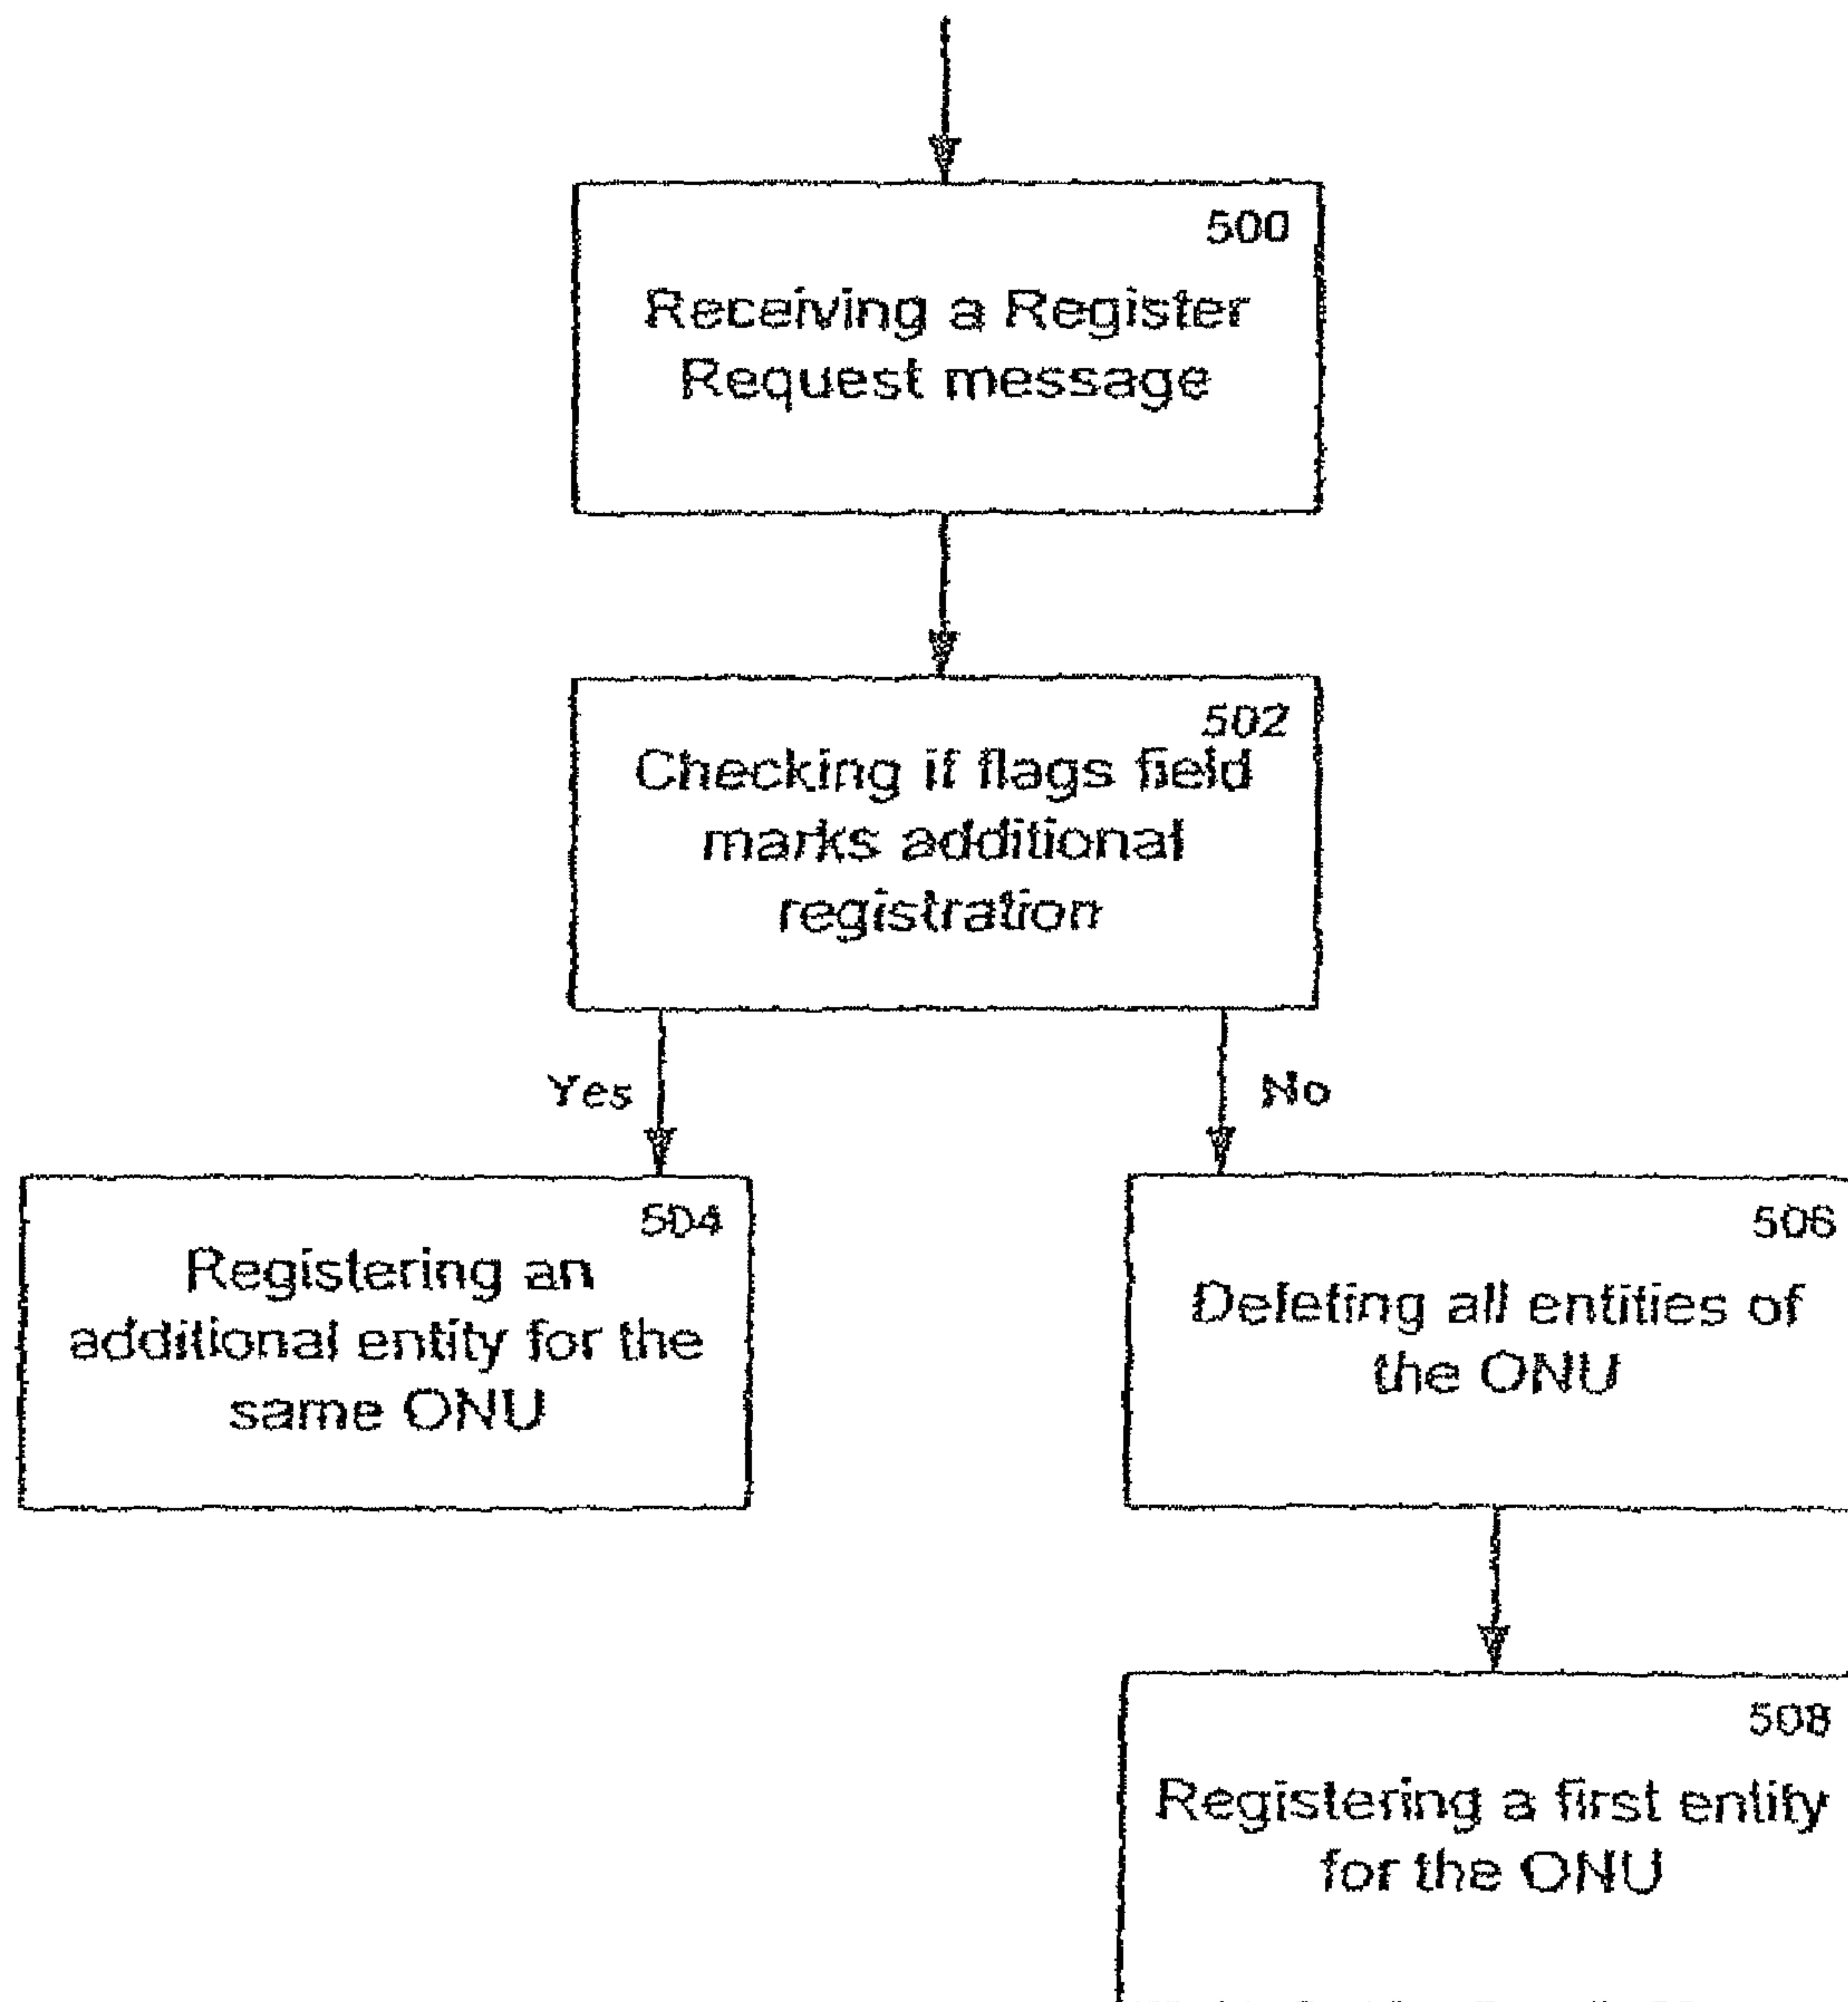 500
Receiving a Register
Request message
502
Checking if flags field
marks additional
registration
Yes
No
504
Registering an
additional entity for the
same ONU
506
Deleting all entities of
the ONU
508
Registering a first entity
for the ONU